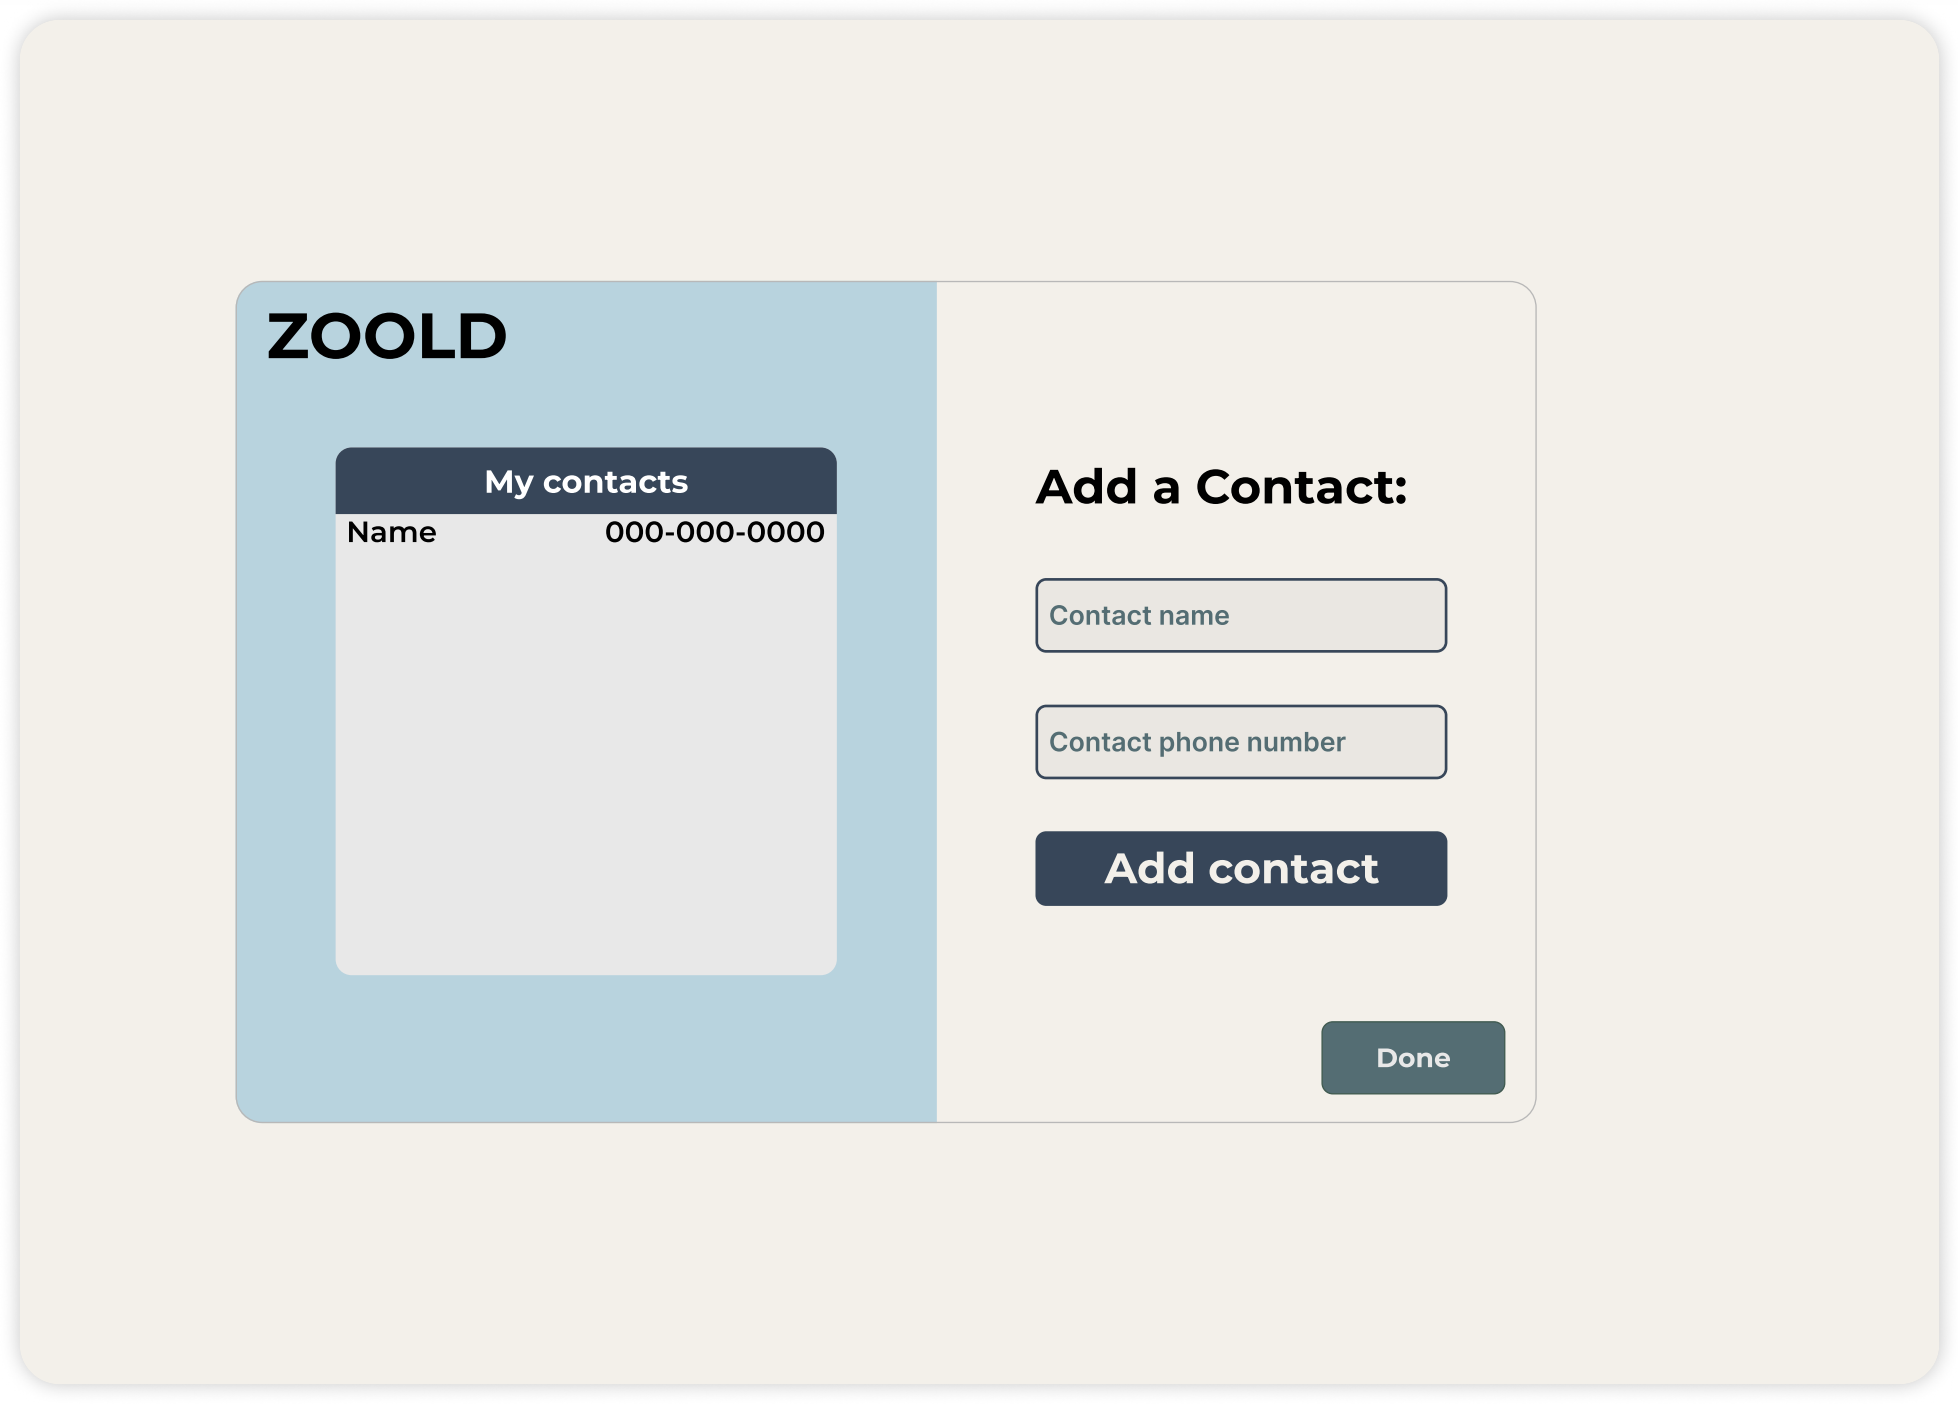 ZOOLD
My contacts
Name 000-000-0000
Add a Contact:
Contact name
Contact phone number
Add contact
Done